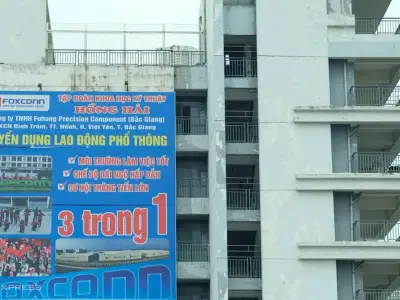 FOXCONN
TẬP ĐOÀN KHOA HỌC KỸ THUẬT
HỒNG HẢI
ty TNHH Fuhong Precision Component (Bắc Giang)
KCN Đình Trám, TT. Nếnh, H. Việt Yên, T. Bắc Giang
YỂN DỤNG LAO ĐỘNG PHỔ THÔNG
MÔI TRƯỜNG LÀM VIỆC TỐT
CHẾ ĐỘ ĐÃI NGỘ HẤP DẪN
CƠ HỘI THĂNG TIẾN LỚN
3 trong 1
FOXCONN
XPRESS